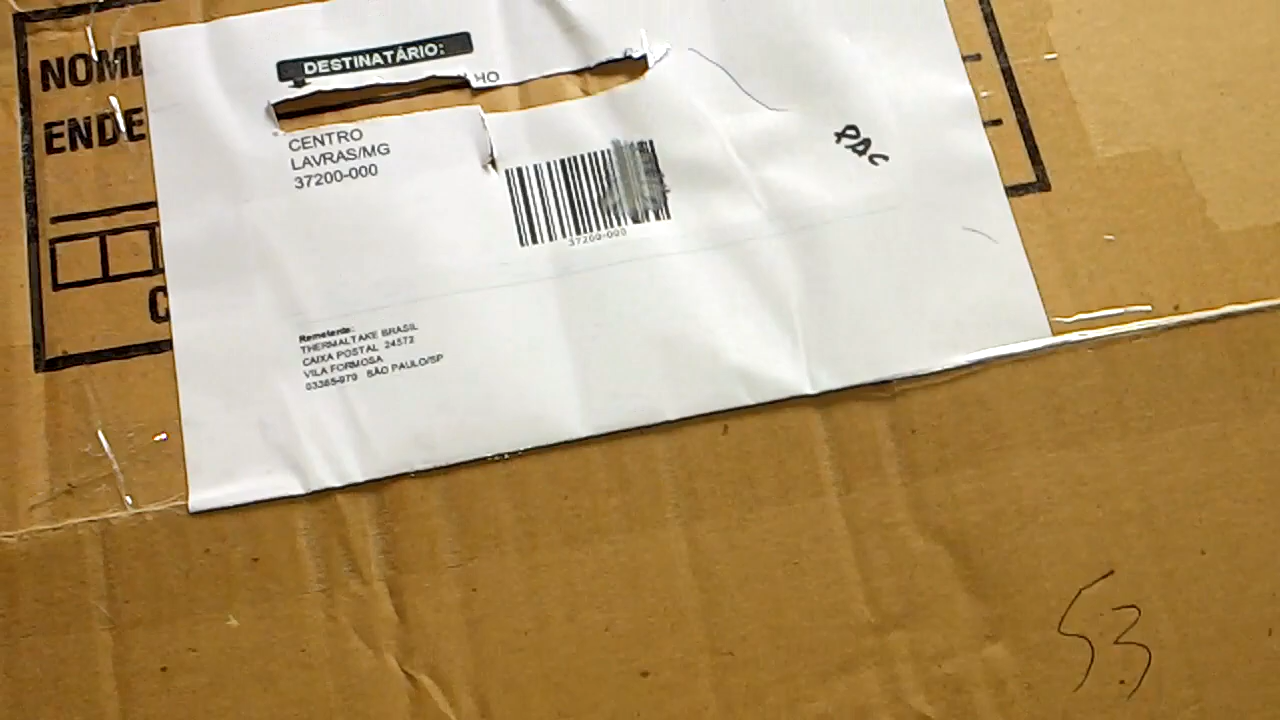 NOME
ENDE
DESTINATÁRIO:
HO
CENTRO
LAVRAS/MG
37200-000
37200-000
PAC
Remetente:
THERMALTAKE BRASIL
CAIXA POSTAL 24572
VILA FORMOSA
03365-970 SÃO PAULO/SP
C
53